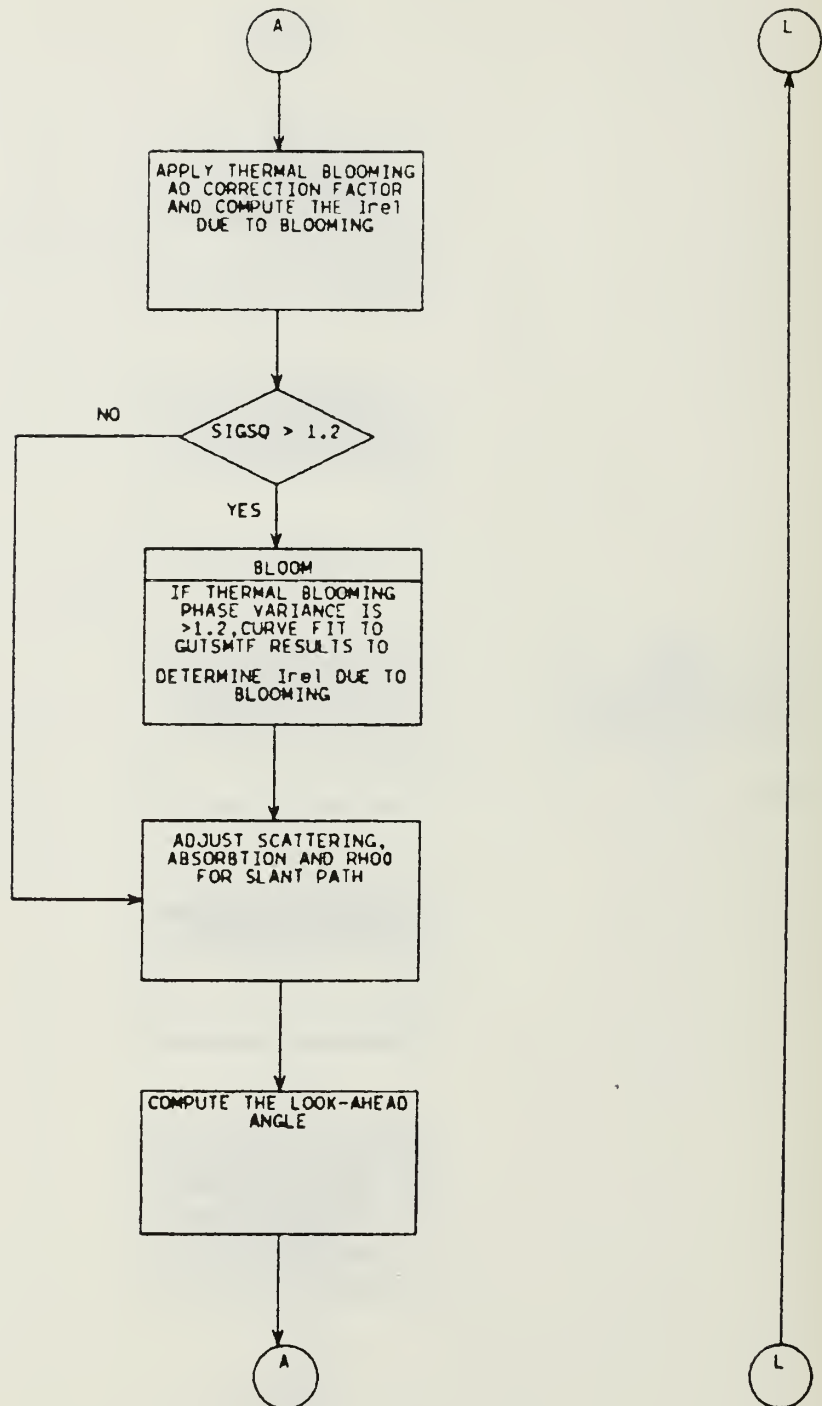 A
L
APPLY THERMAL BLOOMING
AO CORRECTION FACTOR
AND COMPUTE THE Irel
DUE TO BLOOMING
NO
SIGSQ > 1.2
YES
BLOOM
IF THERMAL BLOOMING
PHASE VARIANCE IS
>1.2,CURVE FIT TO
GUTSMTF RESULTS TO
DETERMINE Irel DUE TO
BLOOMING
ADJUST SCATTERING,
ABSORBTION AND RHO0
FOR SLANT PATH
COMPUTE THE LOOK-AHEAD
ANGLE
A
L